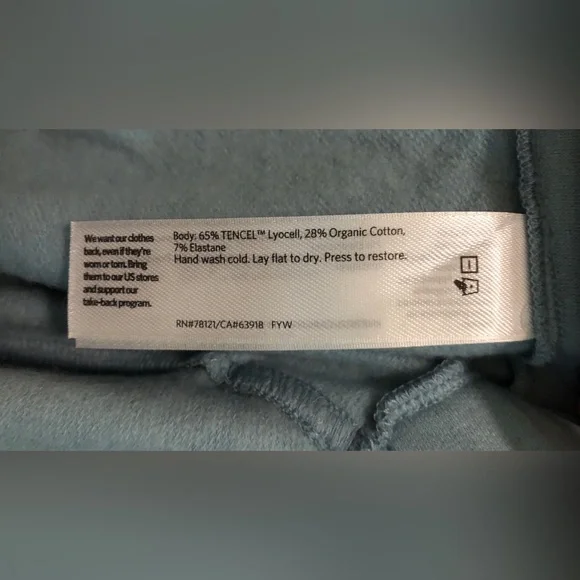 We want our clothes
back, even if they're
worn or torn. Bring
them to our US stores
and support our
take-back program.
Body: 65% TENCEL™ Lyocell, 28% Organic Cotton,
7% Elastane
Hand wash cold. Lay flat to dry. Press to restore.
RN#78121/CA#63918 FYW